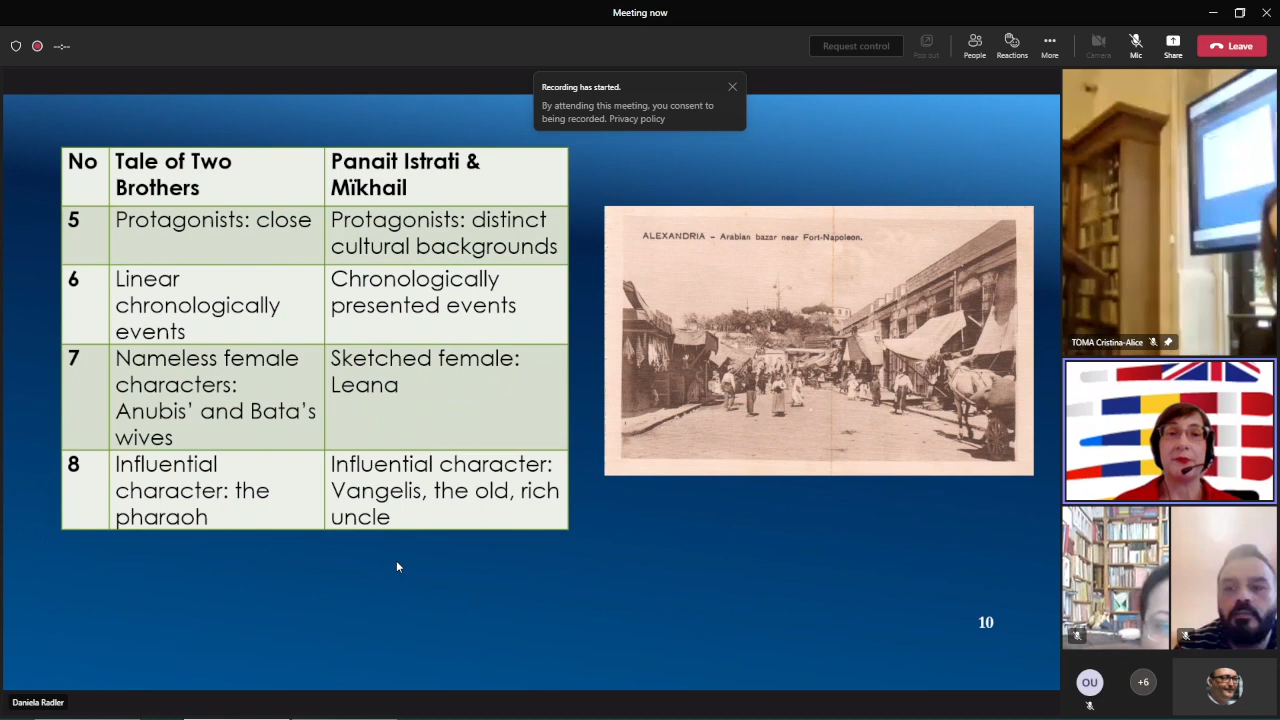 Meeting now
Request control
Pop out
People
Reactions
More
Camera
Mic
Share
Leave
Recording has started.
By attending this meeting, you consent to
being recorded. Privacy policy
No
Tale of Two
Brothers
Panait Istrati &
Mïkhail
5
Protagonists: close
Protagonists: distinct
cultural backgrounds
6
Linear
chronologically
events
Chronologically
presented events
7
Nameless female
characters:
Anubis' and Bata's
wives
Sketched female:
Leana
8
Influential
character: the
pharaoh
Influential character:
Vangelis, the old, rich
uncle
ALEXANDRIA – Arabian bazar near Fort-Napoleon.
10
TOMA Cristina-Alice
OU
+6
Daniela Radler